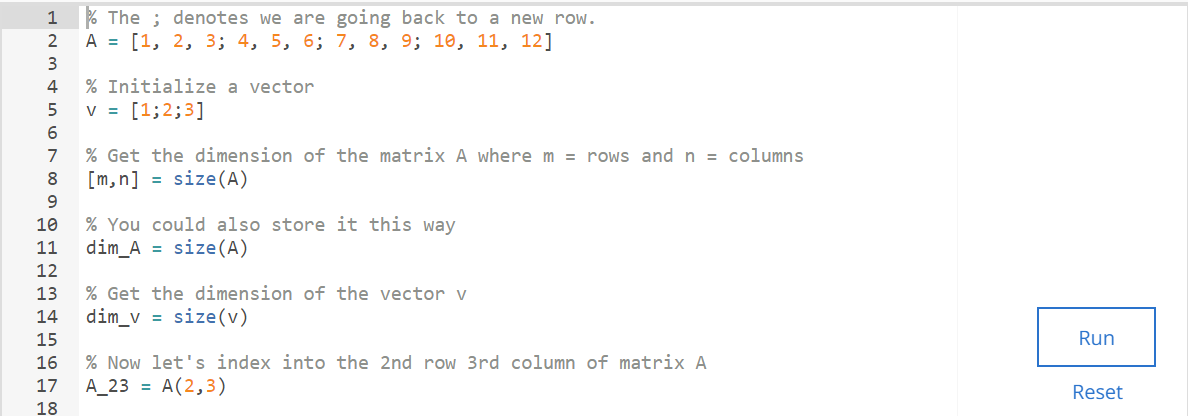 1 % The ; denotes we are going back to a new row.
2 A = [1, 2, 3; 4, 5, 6; 7, 8, 9; 10, 11, 12]
3
4 % Initialize a vector
5 v = [1;2;3]
6
7 % Get the dimension of the matrix A where m = rows and n = columns
8 [m,n] = size(A)
9
10 % You could also store it this way
11 dim_A = size(A)
12
13 % Get the dimension of the vector v
14 dim_v = size(v)
15
16 % Now let's index into the 2nd row 3rd column of matrix A
17 A_23 = A(2,3)
18
Run
Reset